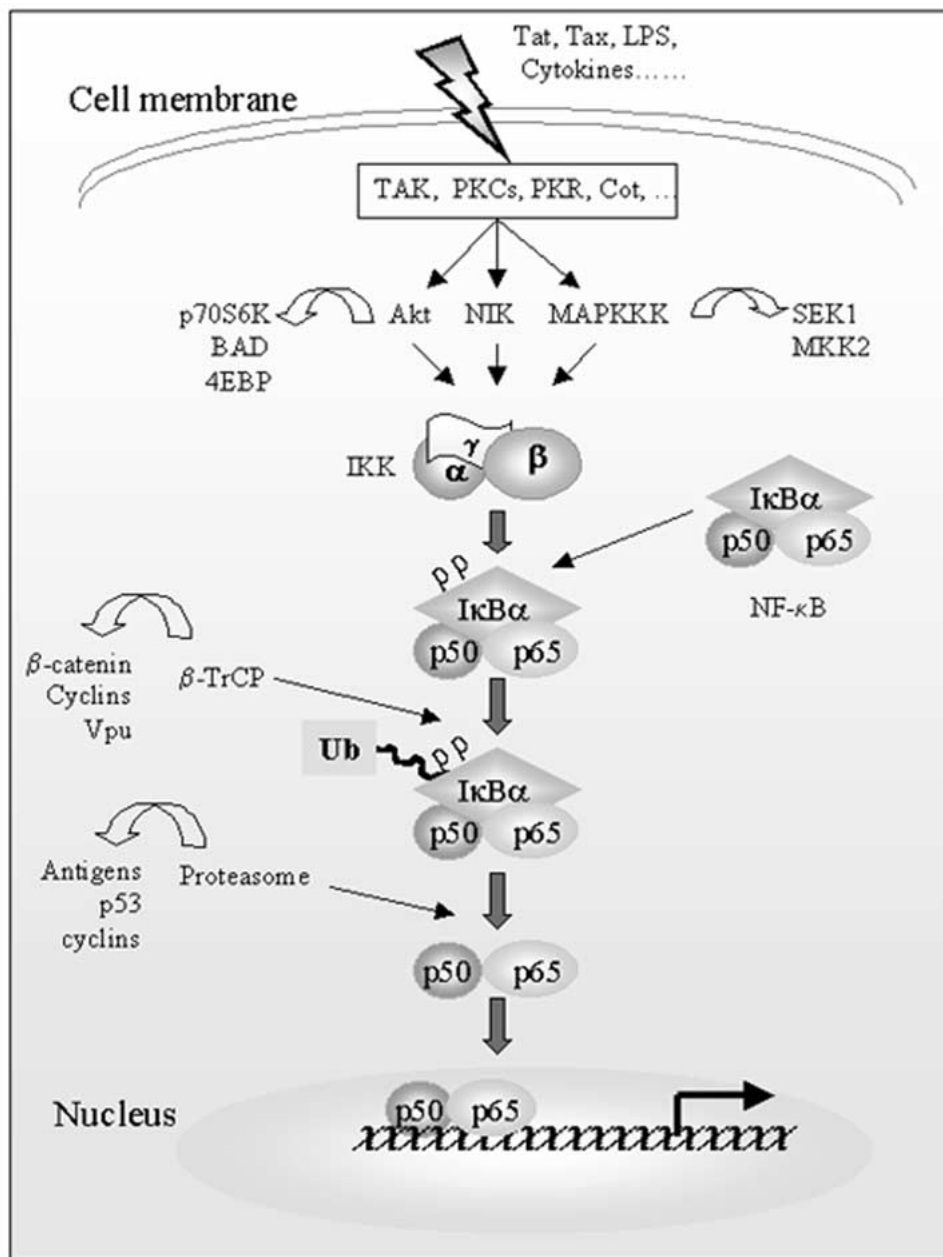 Tat, Tax, LPS,
Cytokines......
Cell membrane
TAK, PKCs, PKR, Cot, ...
p70S6K
BAD
4EBP
Akt
NIK
MAPKKK
SEK1
MKK2
IKK
γ
α
β
IκBα
p50
p65
NF-κB
p p
IκBα
p50
p65
β-catenin
Cyclins
Vpu
β-TrCP
Ub
p p
IκBα
p50
p65
Antigens
p53
cyclins
Proteasome
p50
p65
Nucleus
p50
p65